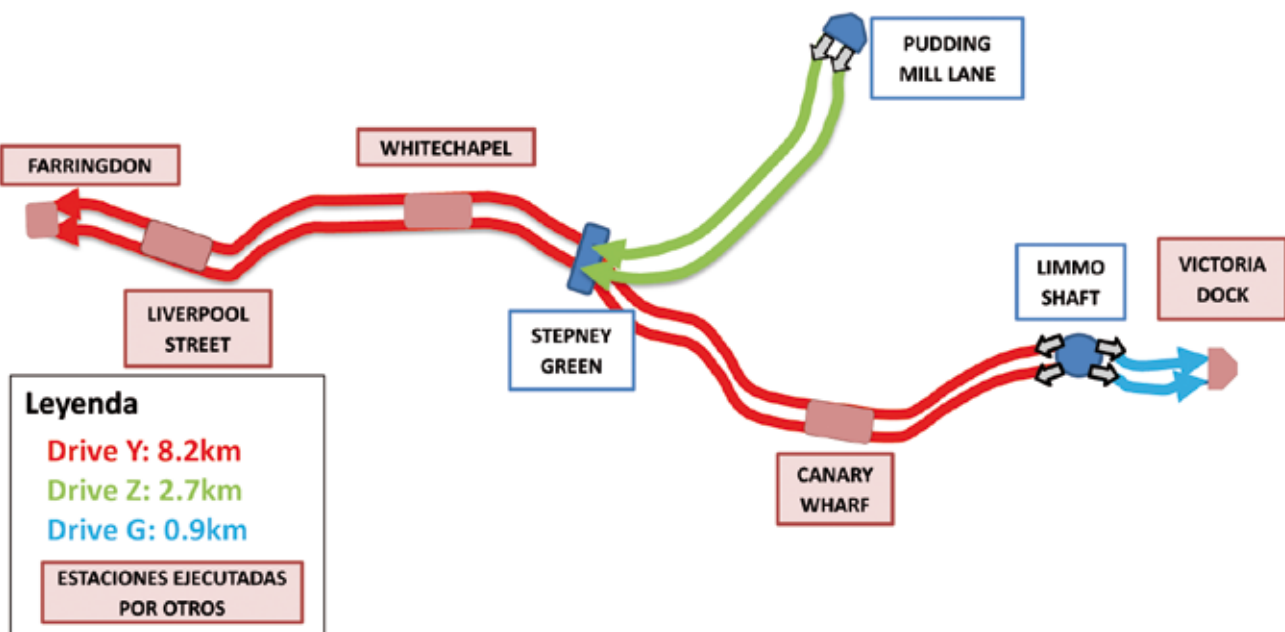 PUDDING
MILL LANE
WHITECHAPEL
FARRINGDON
LIMMO
SHAFT
VICTORIA
DOCK
LIVERPOOL
STREET
STEPNEY
GREEN
CANARY
WHARF
Leyenda
Drive Y: 8.2km
Drive Z: 2.7km
Drive G: 0.9km
ESTACIONES EJECUTADAS
POR OTROS